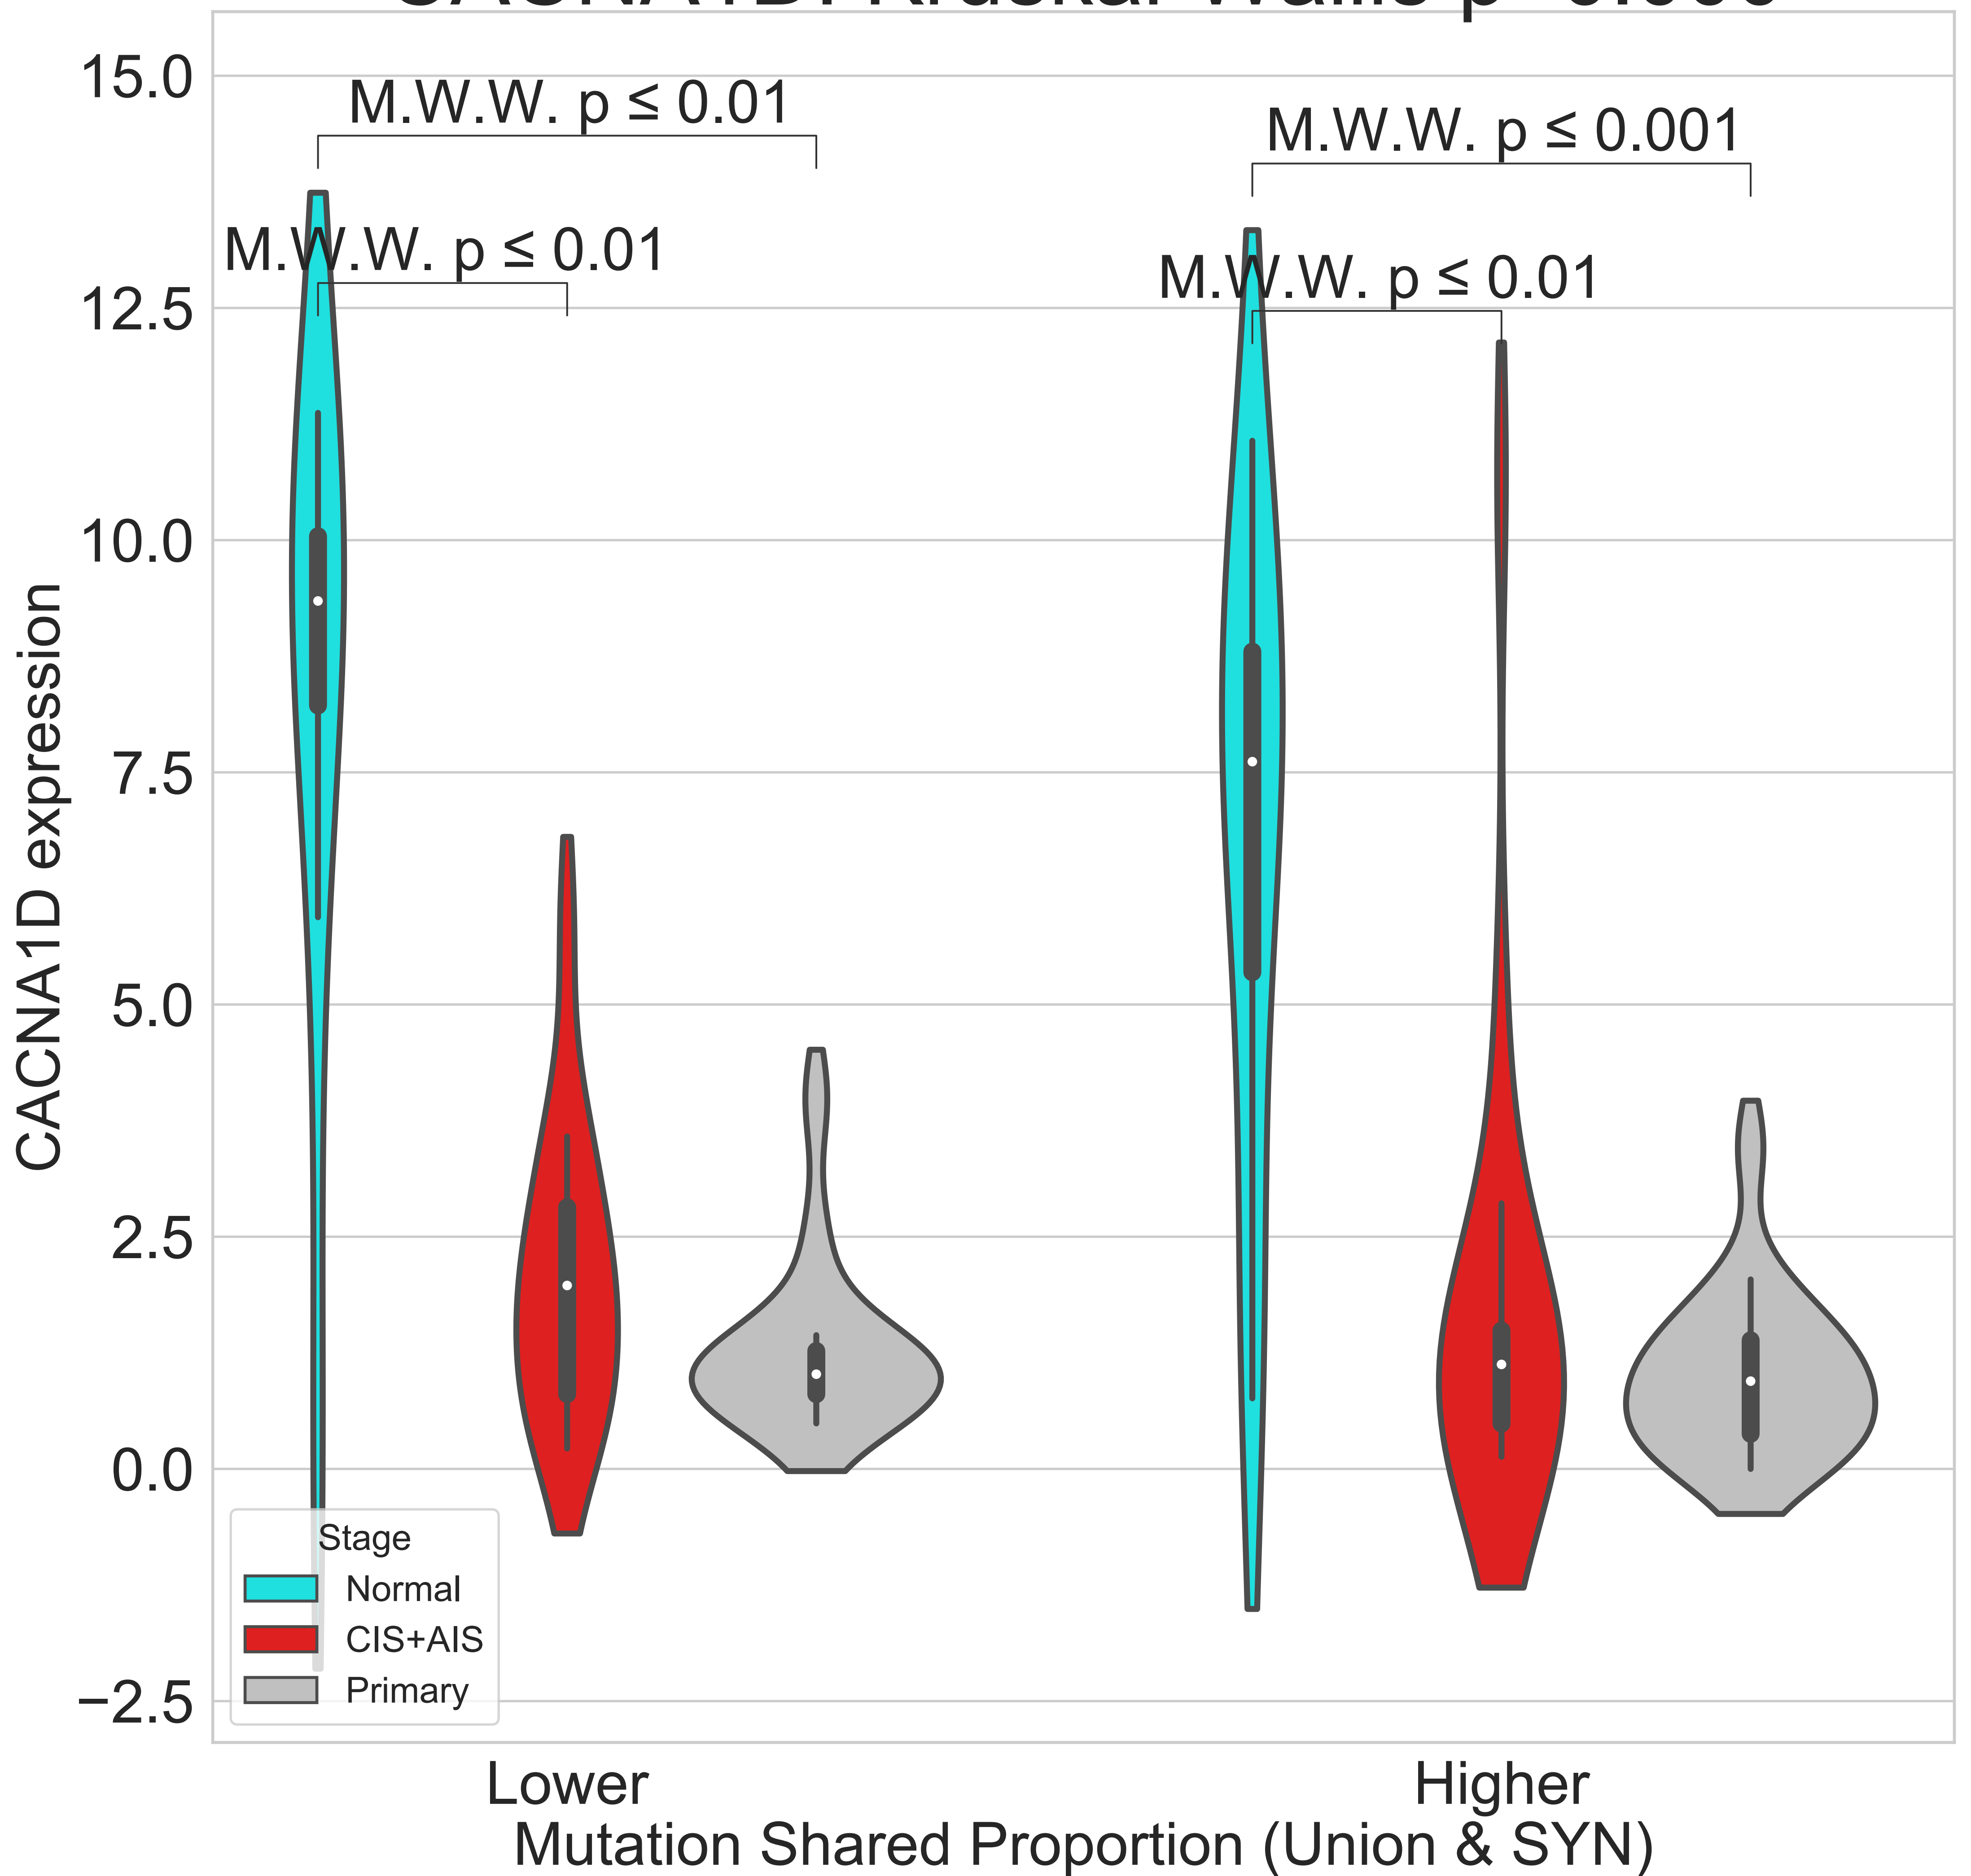 15.0
12.5
10.0
7.5
5.0
2.5
0.0
−2.5
CACNA1D expression
M.W.W. p ≤ 0.01
M.W.W. p ≤ 0.01
M.W.W. p ≤ 0.001
M.W.W. p ≤ 0.01
Stage
Normal
CIS+AIS
Primary
Lower
Higher
Mutation Shared Proportion (Union & SYN)